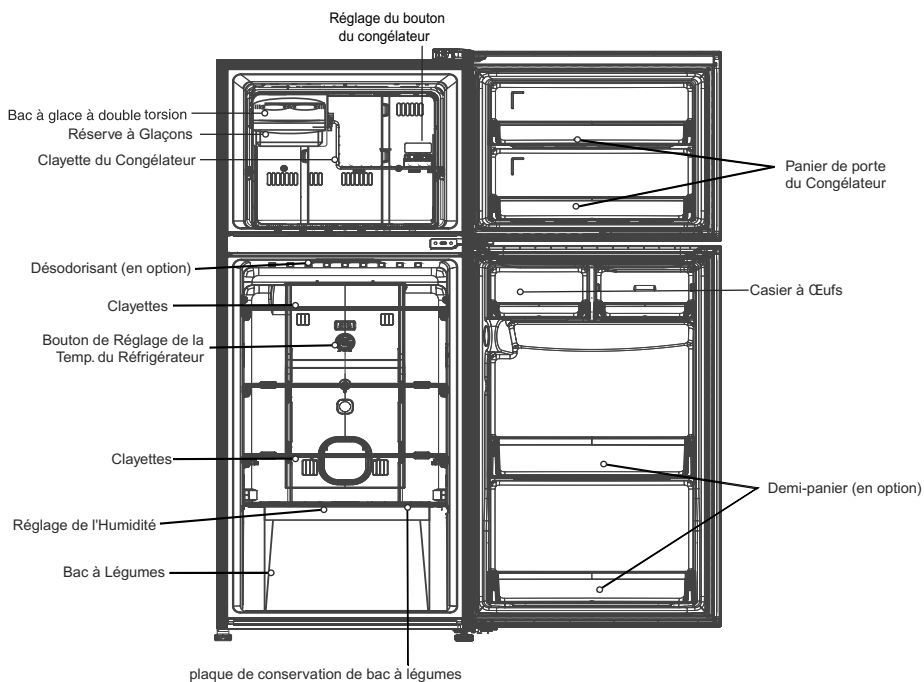 Réglage du bouton
du congélateur
Bac à glace à double torsion
Réserve à Glaçons
Clayette du Congélateur
Panier de porte
du Congélateur
Désodorisant (en option)
Clayettes
Casier à Œufs
Bouton de Réglage de la
Temp. du Réfrigérateur
Clayettes
Demi-panier (en option)
Réglage de l'Humidité
Bac à Légumes
plaque de conservation de bac à légumes